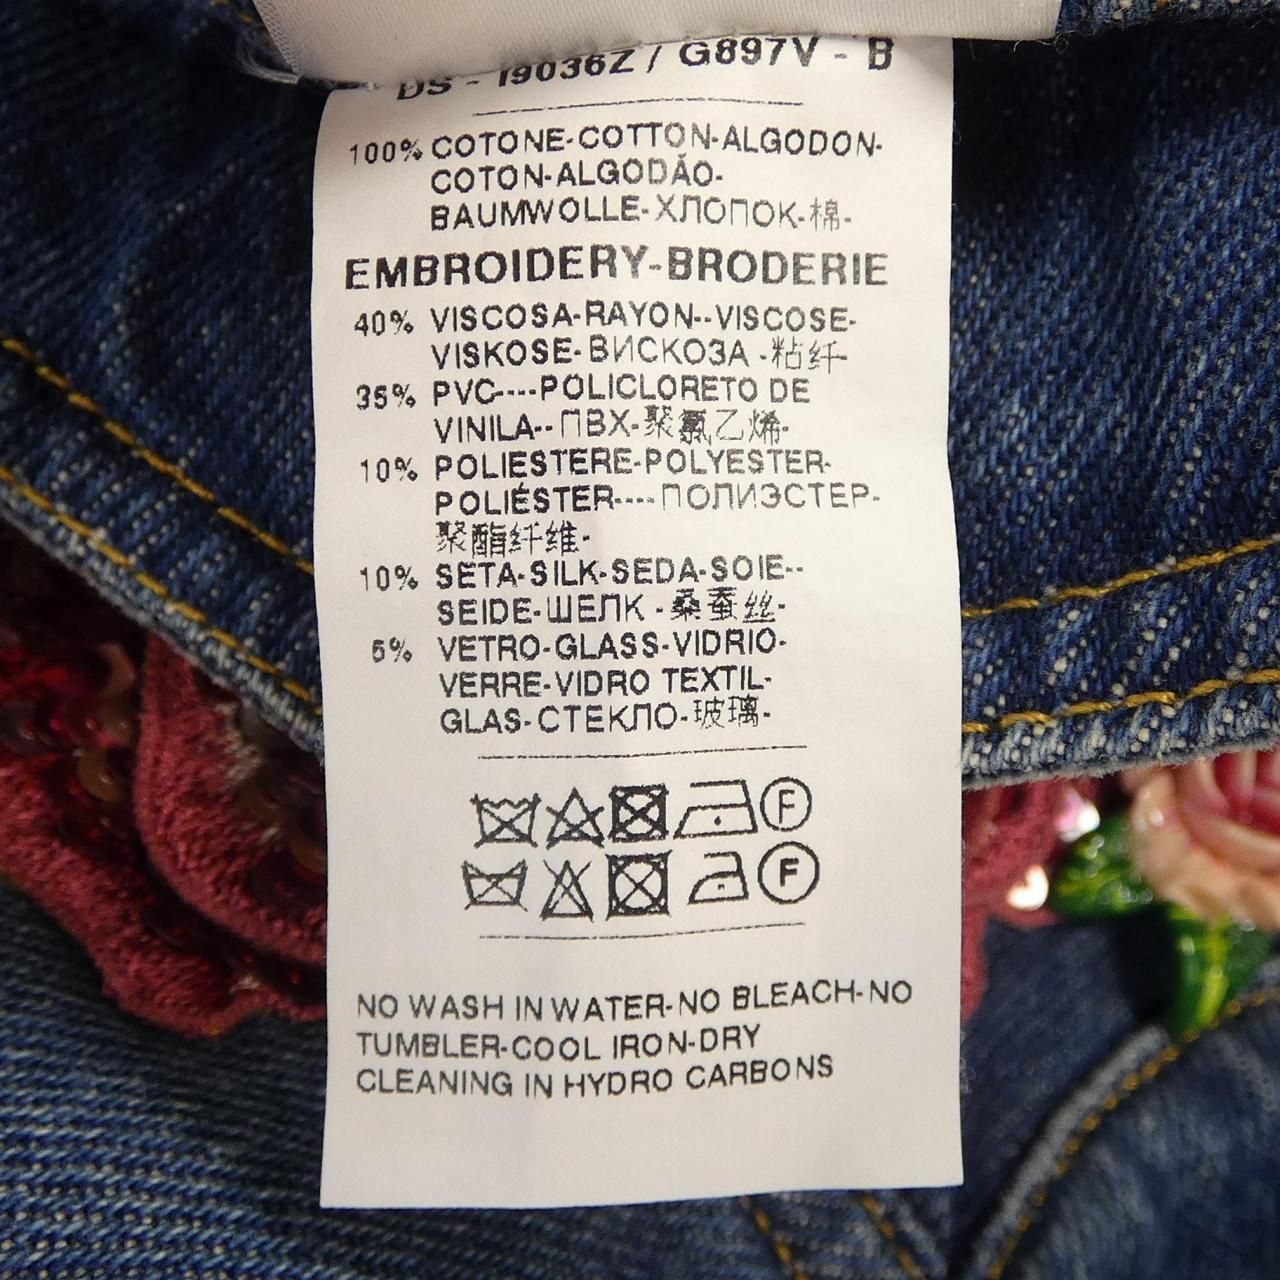 DS - I9036Z / G897V - B
100% COTONE-COTTON-ALGODON-
COTON-ALGODÃO-
BAUMWOLLE-ХЛОПОК-棉-
EMBROIDERY-BRODERIE
40% VISCOSA-RAYON--VISCOSE-
VISKOSE-ВИСКОЗА -粘纤-
35% PVC----POLICLORETO DE
VINILA--ПВХ-聚氯乙烯-
10% POLIESTERE-POLYESTER-
POLIÉSTER----ПОЛИЭСТЕР-
聚酯纤维-
10% SETA-SILK-SEDA-SOIE--
SEIDE-ШЕЛК -桑蚕丝-
5% VETRO-GLASS-VIDRIO-
VERRE-VIDRO TEXTIL-
GLAS-СТЕКЛО-玻璃-
F
F
NO WASH IN WATER-NO BLEACH-NO
TUMBLER-COOL IRON-DRY
CLEANING IN HYDRO CARBONS